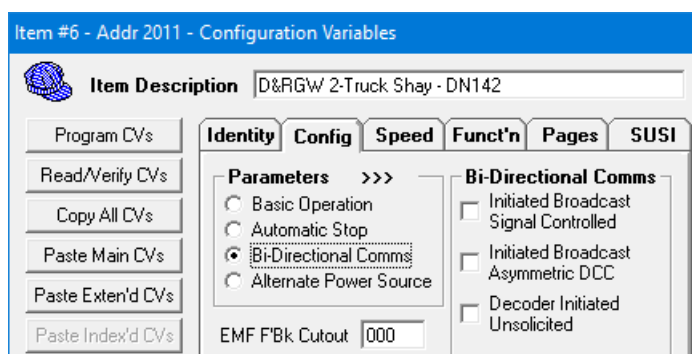 Item #6 - Addr 2011 - Configuration Variables
Item Description D&RGW 2-Truck Shay - DN142
Program CVs
Read/Verify CVs
Copy All CVs
Paste Main CVs
Paste Exten'd CVs
Paste Index'd CVs
Identity Config Speed Funct'n Pages SUSI
Parameters >>>
Basic Operation
Automatic Stop
Bi-Directional Comms
Alternate Power Source
EMF F'Bk Cutout 000
Bi-Directional Comms
Initiated Broadcast
Signal Controlled
Initiated Broadcast
Asymmetric DCC
Decoder Initiated
Unsolicited